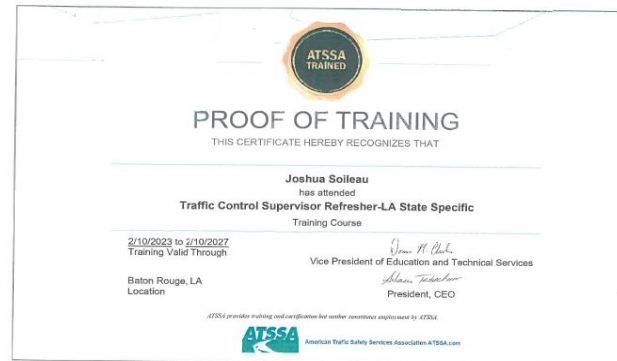 ATSSA
TRAINED
PROOF OF TRAINING
THIS CERTIFICATE HEREBY RECOGNIZES THAT
Joshua Soileau
has attended
Traffic Control Supervisor Refresher-LA State Specific
Training Course
2/10/2023 to 2/10/2027
Training Valid Through
Vice President of Education and Technical Services
Baton Rouge, LA
Location
President, CEO
ATSSA provides training and certification but neither constitutes employment by ATSSA.
ATSSA
American Traffic Safety Services Association ATSSA.com